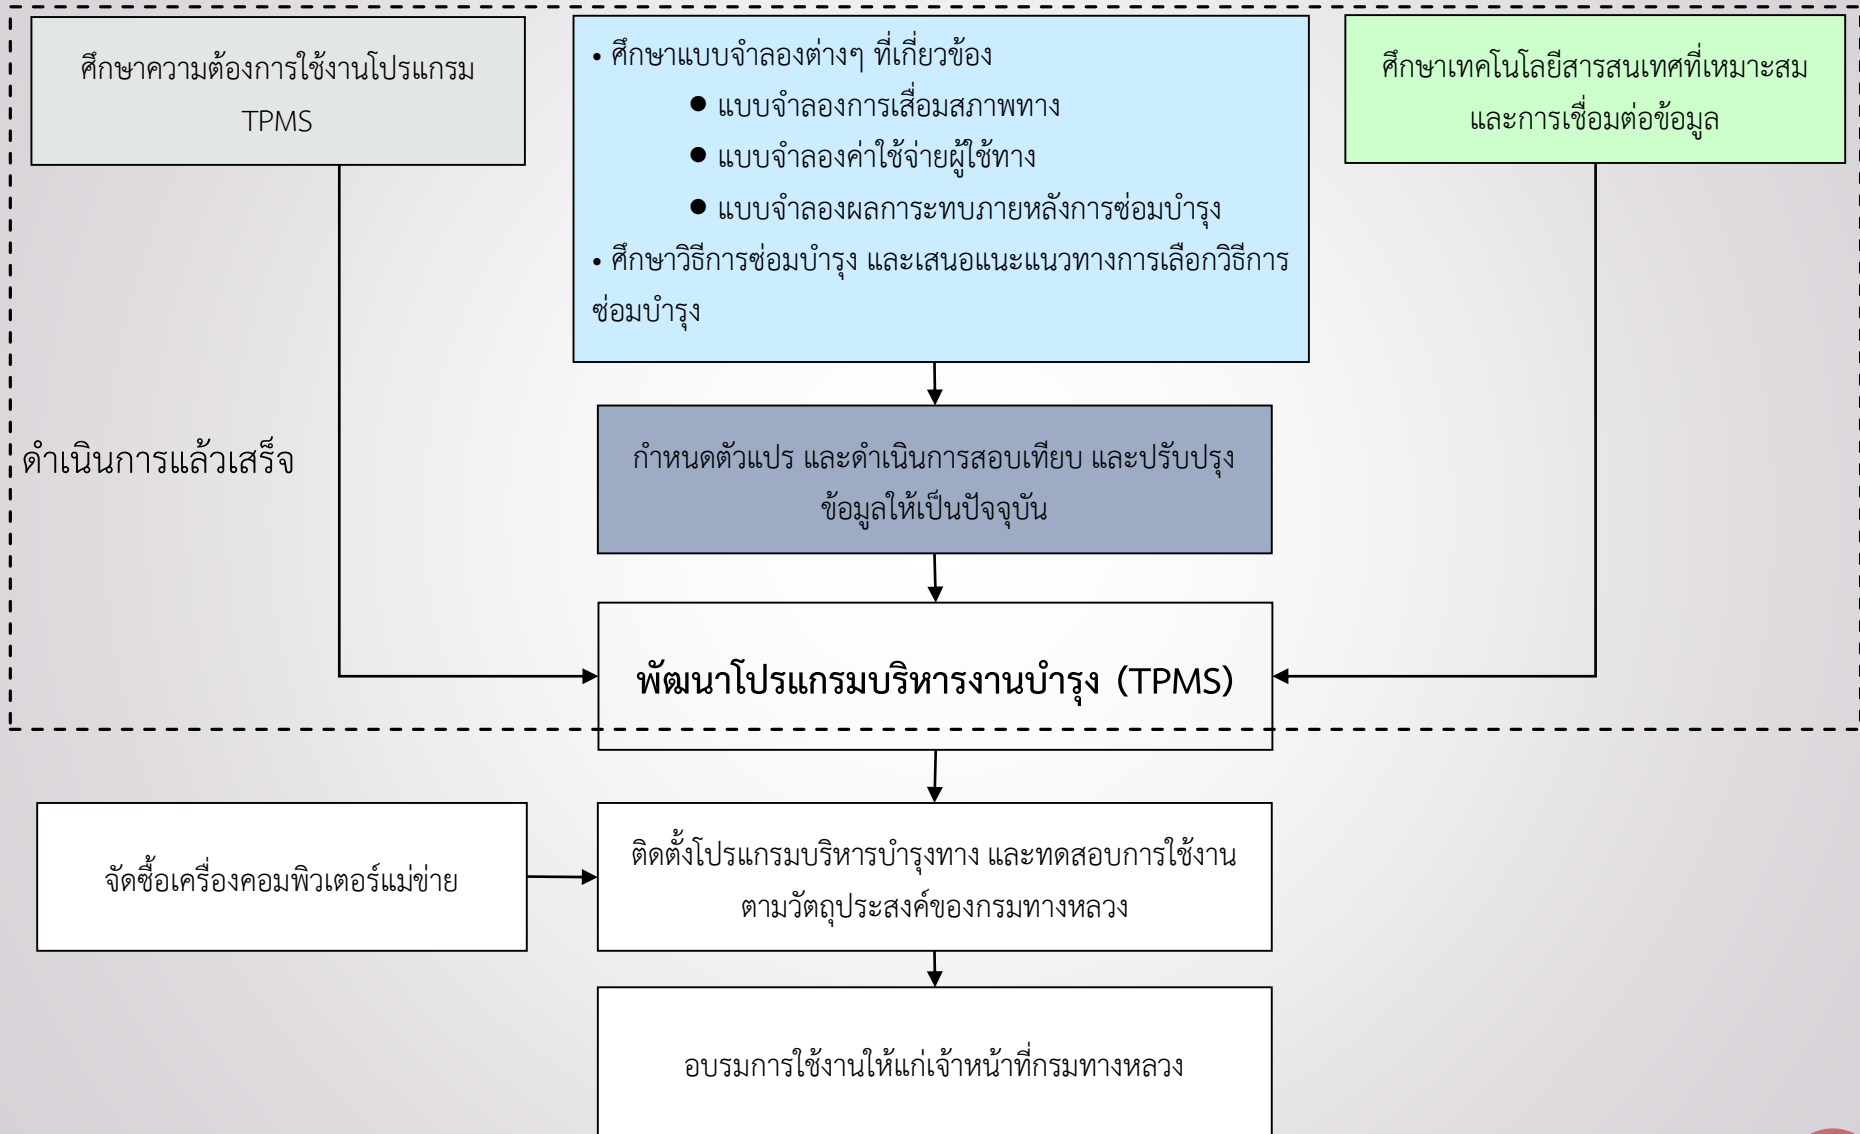 ศึกษาความต้องการใช้งานโปรแกรม
TPMS
• ศึกษาแบบจำลองต่างๆ ที่เกี่ยวข้อง
● แบบจำลองการเสื่อมสภาพทาง
● แบบจำลองค่าใช้จ่ายผู้ใช้ทาง
● แบบจำลองผลการะทบภายหลังการซ่อมบำรุง
• ศึกษาวิธีการซ่อมบำรุง และเสนอแนะแนวทางการเลือกวิธีการ
ซ่อมบำรุง
ศึกษาเทคโนโลยีสารสนเทศที่เหมาะสม
และการเชื่อมต่อข้อมูล
ดำเนินการแล้วเสร็จ
กำหนดตัวแปร และดำเนินการสอบเทียบ และปรับปรุง
ข้อมูลให้เป็นปัจจุบัน
พัฒนาโปรแกรมบริหารงานบำรุง (TPMS)
จัดซื้อเครื่องคอมพิวเตอร์แม่ข่าย
ติดตั้งโปรแกรมบริหารบำรุงทาง และทดสอบการใช้งาน
ตามวัตถุประสงค์ของกรมทางหลวง
อบรมการใช้งานให้แก่เจ้าหน้าที่กรมทางหลวง